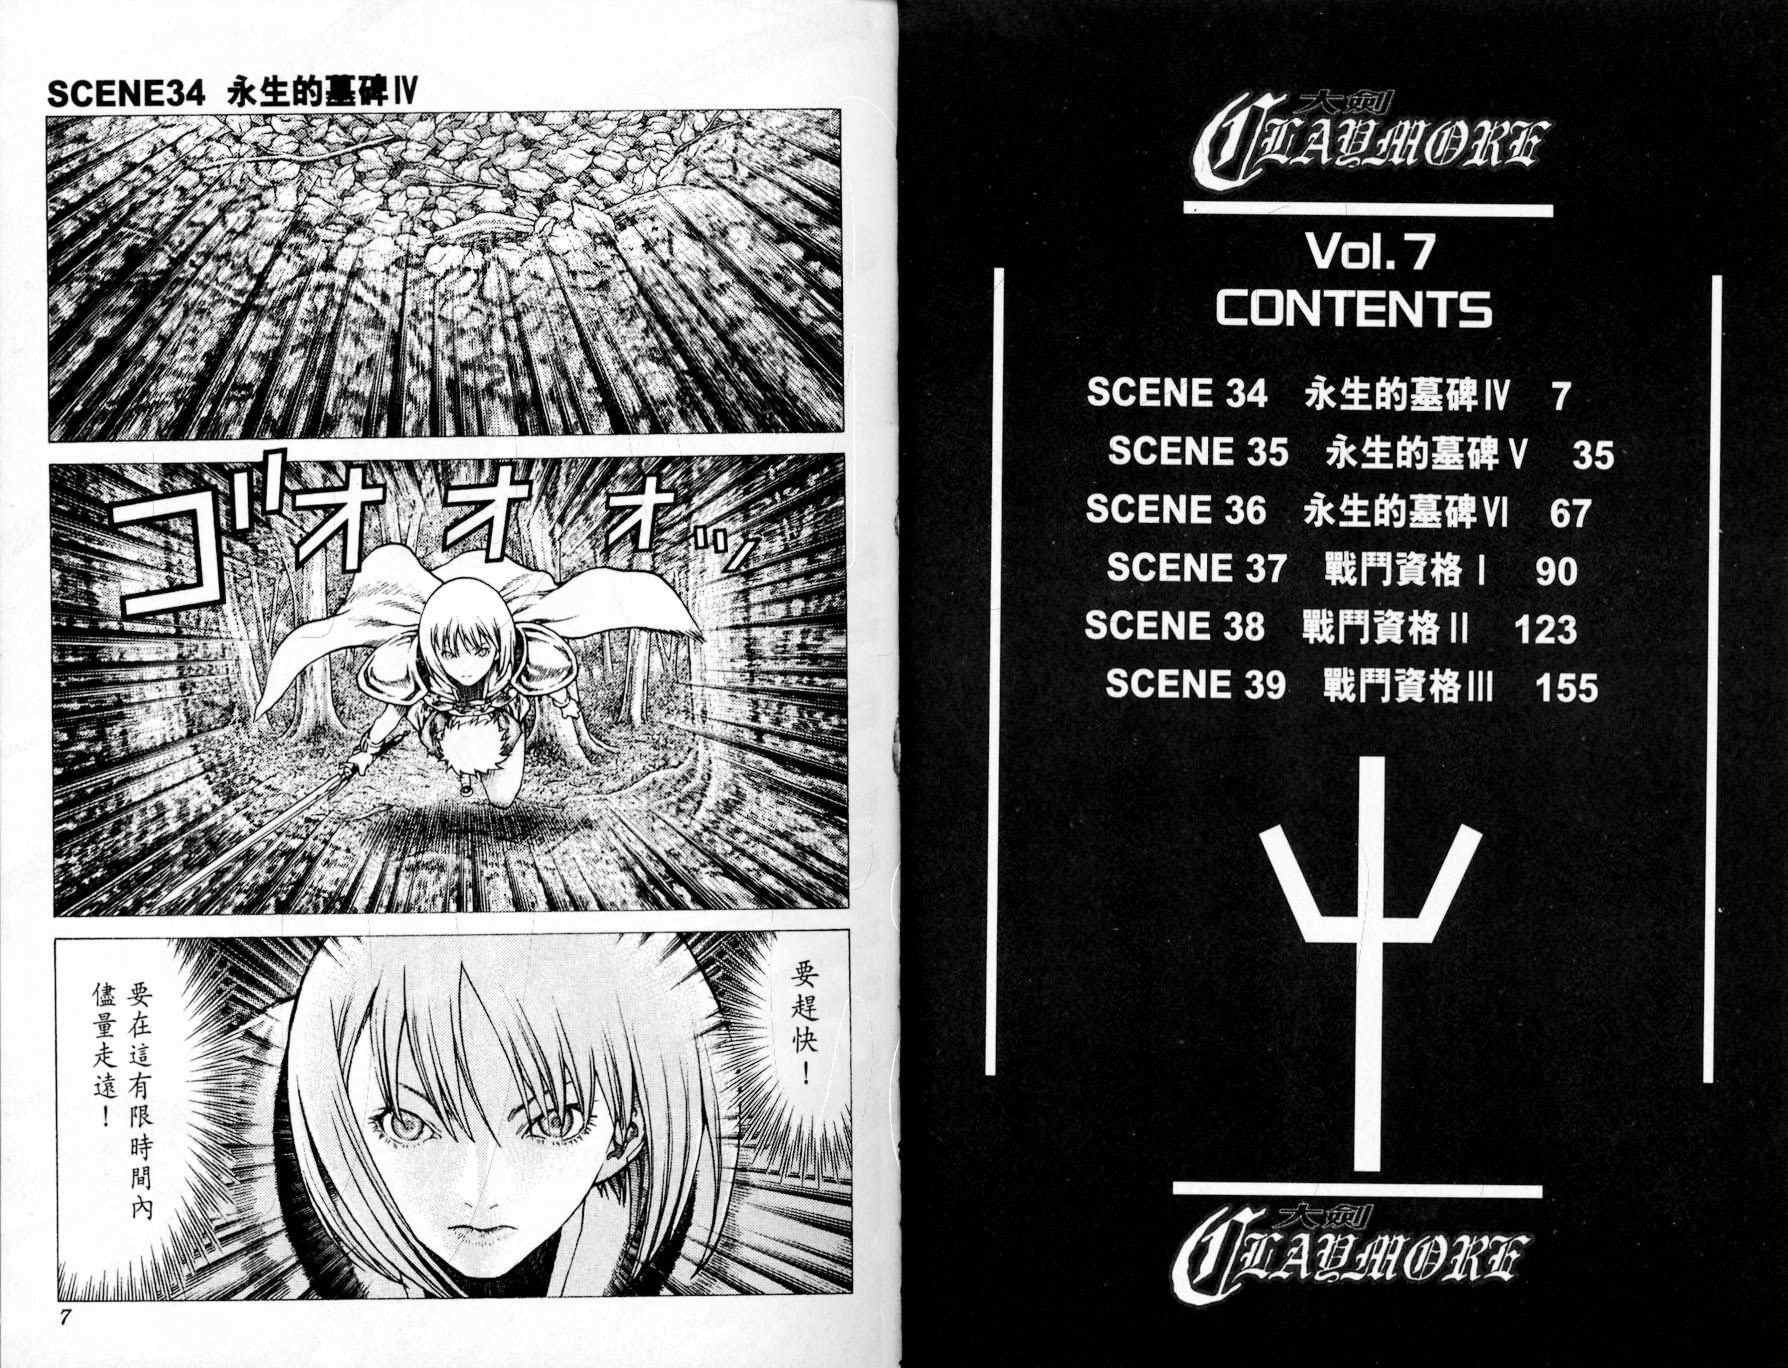 大劍
CLAYMORE
Vol.7
CONTENTS
SCENE 34 永生的墓碑Ⅳ 7
SCENE 35 永生的墓碑Ⅴ 35
SCENE 36 永生的墓碑Ⅵ 67
SCENE 37 戰鬥資格Ⅰ 90
SCENE 38 戰鬥資格Ⅱ 123
SCENE 39 戰鬥資格Ⅲ 155
大劍
CLAYMORE
SCENE34 永生的墓碑Ⅳ
ゴオオオッ
要趕快！
要在這有限時間內
儘量走遠！
7